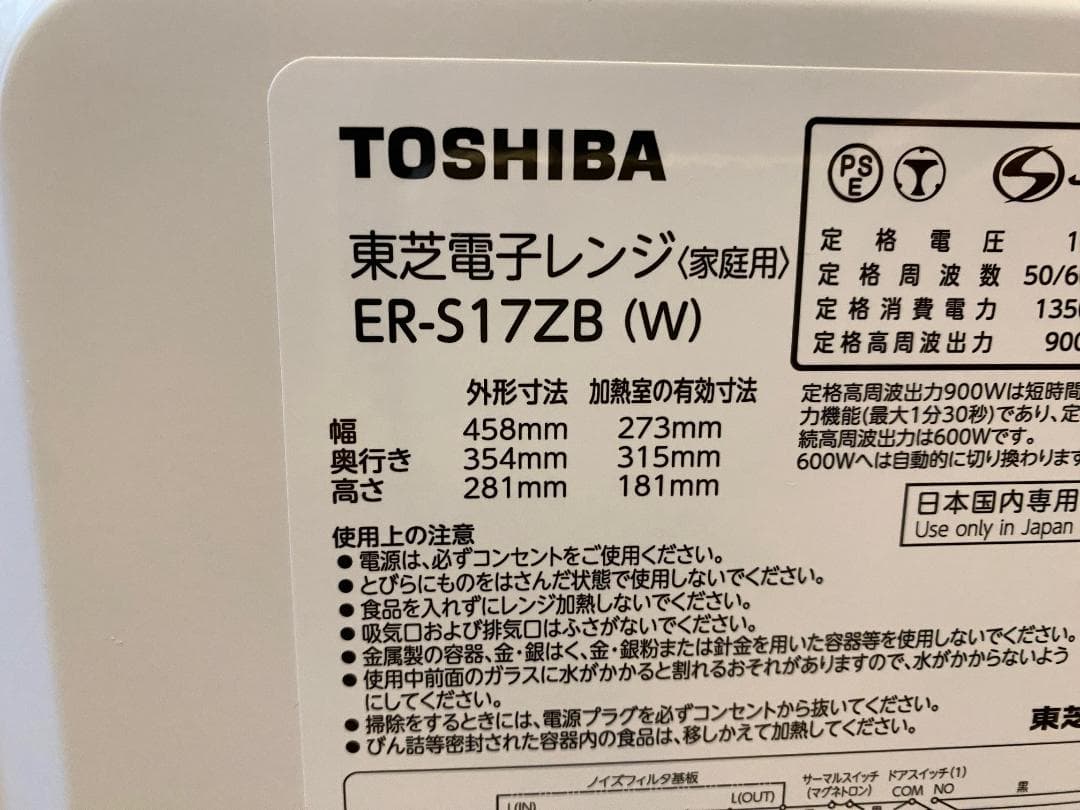 TOSHIBA
東芝電子レンジ〈家庭用〉
ER-S17ZB (W)
外形寸法 加熱室の有効寸法
幅 458mm 273mm
奥行き 354mm 315mm
高さ 281mm 181mm
PS
E
定格電圧 1
定格周波数 50/6
定格消費電力 135
定格高周波出力 900
定格高周波出力900Wは短時間
力機能(最大1分30秒)であり、定
続高周波出力は600Wです。
600Wへは自動的に切り換わります
日本国内専用
Use only in Japan
使用上の注意
●電源は、必ずコンセントをご使用ください。
●とびらにものをはさんだ状態で使用しないでください。
●食品を入れずにレンジ加熱しないでください。
●吸気口および排気口はふさがないでください。
●金属製の容器、金・銀はく、金・銀粉または針金を用いた容器等を使用しないでください。
●使用中前面のガラスに水がかかると割れるおそれがありますので、水がかからないよう
にしてください。
●掃除をするときには、電源プラグを必ずコンセントから抜いてください。
●びん詰等密封された容器内の食品は、移しかえて加熱してください。
東芝
ノイズフィルタ基板
L(IN)
L(OUT)
サーマルスイッチ
(マグネトロン)
ドアスイッチ(1)
COM NO
黒
黒